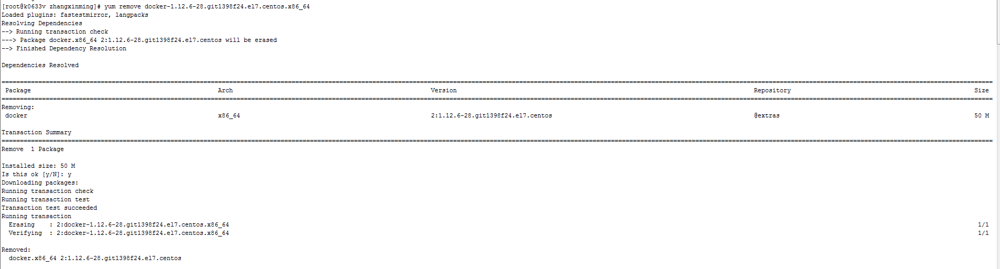 [root@k0633v zhangxinming]# yum remove docker-1.12.6-28.git1398f24.el7.centos.x86_64
Loaded plugins: fastestmirror, langpacks
Resolving Dependencies
--> Running transaction check
---> Package docker.x86_64 2:1.12.6-28.git1398f24.el7.centos will be erased
--> Finished Dependency Resolution
Dependencies Resolved
Package Arch Version Repository Size
Removing:
docker x86_64 2:1.12.6-28.git1398f24.el7.centos @extras 50 M
Transaction Summary
Remove  1 Package
Installed size: 50 M
Is this ok [y/N]: y
Downloading packages:
Running transaction check
Running transaction test
Transaction test succeeded
Running transaction
Erasing    : 2:docker-1.12.6-28.git1398f24.el7.centos.x86_64 1/1
Verifying  : 2:docker-1.12.6-28.git1398f24.el7.centos.x86_64 1/1
Removed:
docker.x86_64 2:1.12.6-28.git1398f24.el7.centos